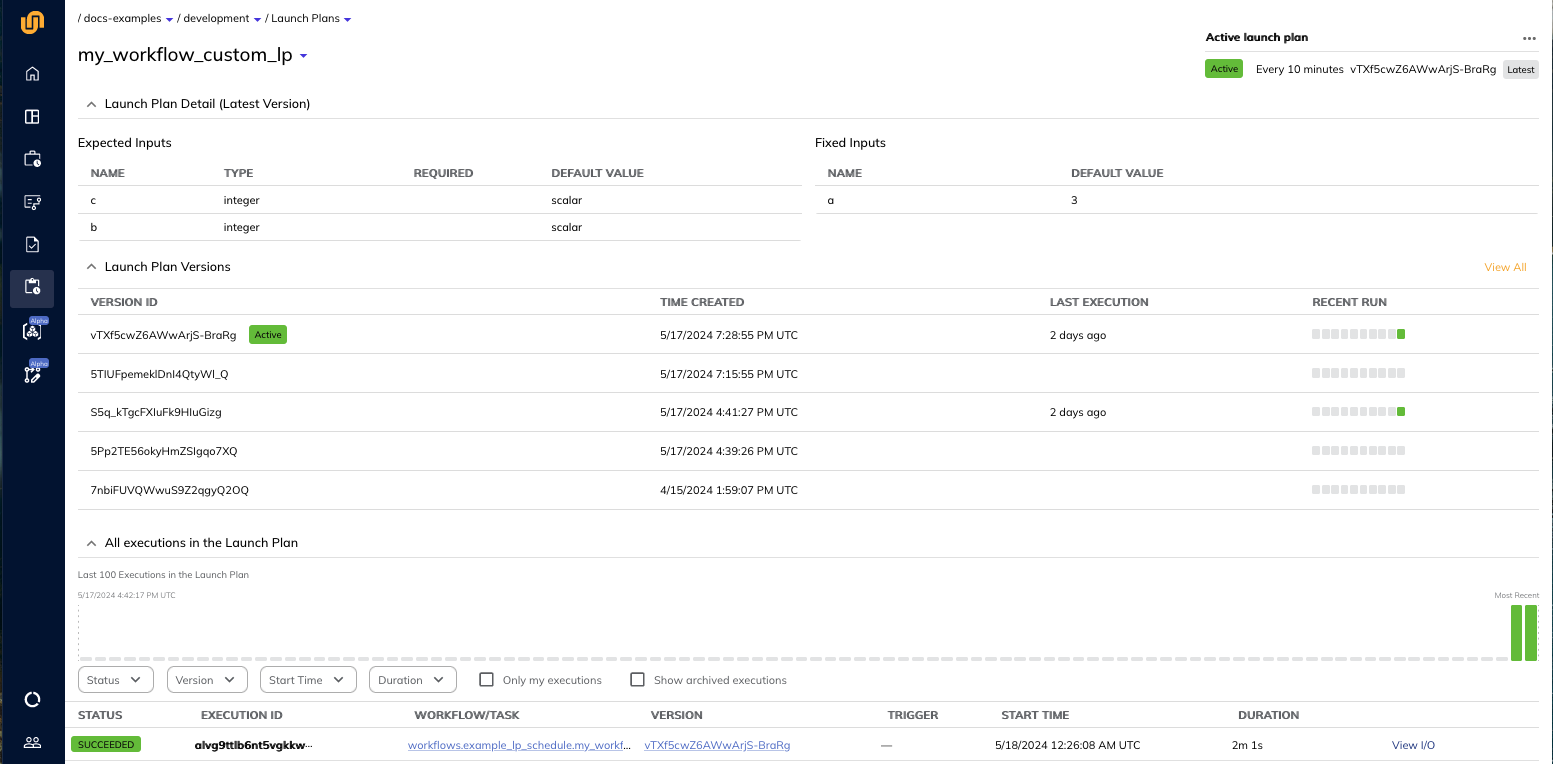 / docs-examples / development / Launch Plans
my_workflow_custom_lp
Active launch plan ...
Active Every 10 minutes vTXf5cwZ6AWwArjS-BraRg Latest
Launch Plan Detail (Latest Version)
Expected Inputs
NAME TYPE REQUIRED DEFAULT VALUE
c integer scalar
b integer scalar
Fixed Inputs
NAME DEFAULT VALUE
a 3
Launch Plan Versions View All
VERSION ID TIME CREATED LAST EXECUTION RECENT RUN
vTXf5cwZ6AWwArjS-BraRg Active 5/17/2024 7:28:55 PM UTC 2 days ago
5TlUFpemeklDnI4QtyWl_Q 5/17/2024 7:15:55 PM UTC
S5q_kTgcFXIuFk9HluGizg 5/17/2024 4:41:27 PM UTC 2 days ago
5Pp2TE56okyHmZSlgqo7XQ 5/17/2024 4:39:26 PM UTC
7nbiFUVQWwuS9Z2qgyQ2OQ 4/15/2024 1:59:07 PM UTC
Alpha
Alpha
All executions in the Launch Plan
Last 100 Executions in the Launch Plan
5/17/2024 4:42:17 PM UTC Most Recent
Status Version Start Time Duration Only my executions Show archived executions
STATUS EXECUTION ID WORKFLOW/TASK VERSION TRIGGER START TIME DURATION
SUCCEEDED alvg9ttlb6nt5vgkkw... workflows.example_lp_schedule.my_workf... vTXf5cwZ6AWwArjS-BraRg — 5/18/2024 12:26:08 AM UTC 2m 1s View I/O